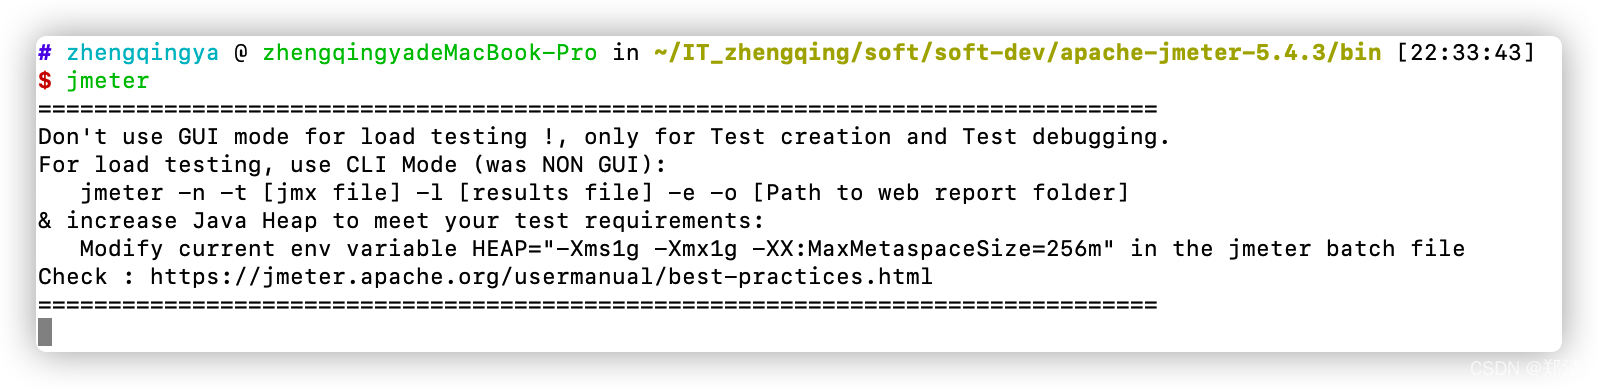 # zhengqingya @ zhengqingyadeMacBook-Pro in ~/IT_zhengqing/soft/soft-dev/apache-jmeter-5.4.3/bin [22:33:43]
$ jmeter
================================================================================
Don't use GUI mode for load testing !, only for Test creation and Test debugging.
For load testing, use CLI Mode (was NON GUI):
   jmeter -n -t [jmx file] -l [results file] -e -o [Path to web report folder]
& increase Java Heap to meet your test requirements:
   Modify current env variable HEAP="-Xms1g -Xmx1g -XX:MaxMetaspaceSize=256m" in the jmeter batch file
Check : https://jmeter.apache.org/usermanual/best-practices.html
================================================================================
CSDN @郑